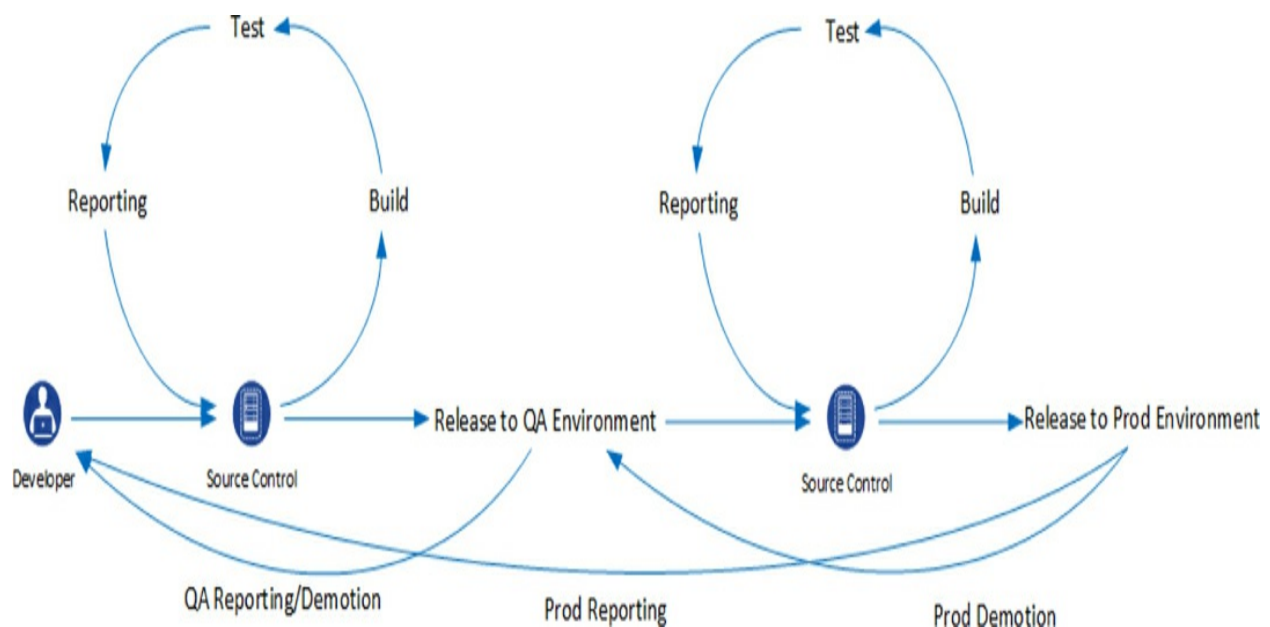 Test
Test
Reporting
Build
Reporting
Build
Release to QA Environment
Release to Prod Environment
Developer
Source Control
Source Control
QA Reporting/Demotion
Prod Reporting
Prod Demotion